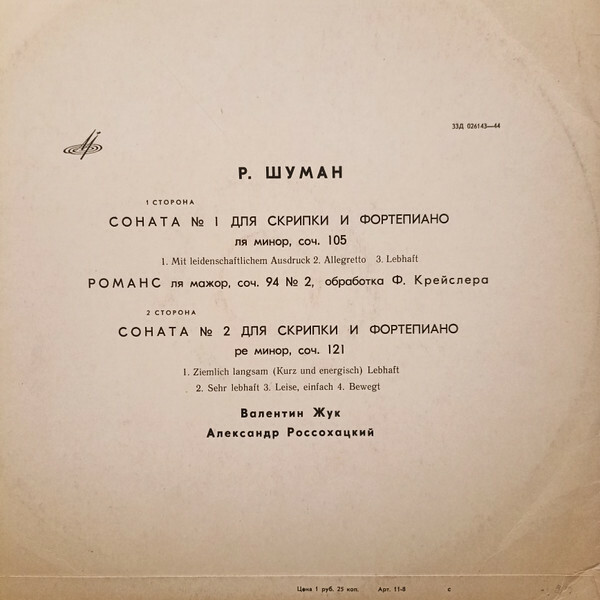 33Д 026143—44
Р. ШУМАН
1 СТОРОНА
СОНАТА № 1 ДЛЯ СКРИПКИ И ФОРТЕПИАНО
ля минор, соч. 105
1. Mit leidenschaftlichem Ausdruck 2. Allegretto 3. Lebhaft
РОМАНС ля мажор, соч. 94 № 2, обработка Ф. Крейслера
2 СТОРОНА
СОНАТА № 2 ДЛЯ СКРИПКИ И ФОРТЕПИАНО
ре минор, соч. 121
1. Ziemlich langsam (Kurz und energisch) Lebhaft
2. Sehr lebhaft 3. Leise, einfach 4. Bewegt
Валентин Жук
Александр Россохацкий
Цена 1 руб. 25 коп. Арт. 11-8 с